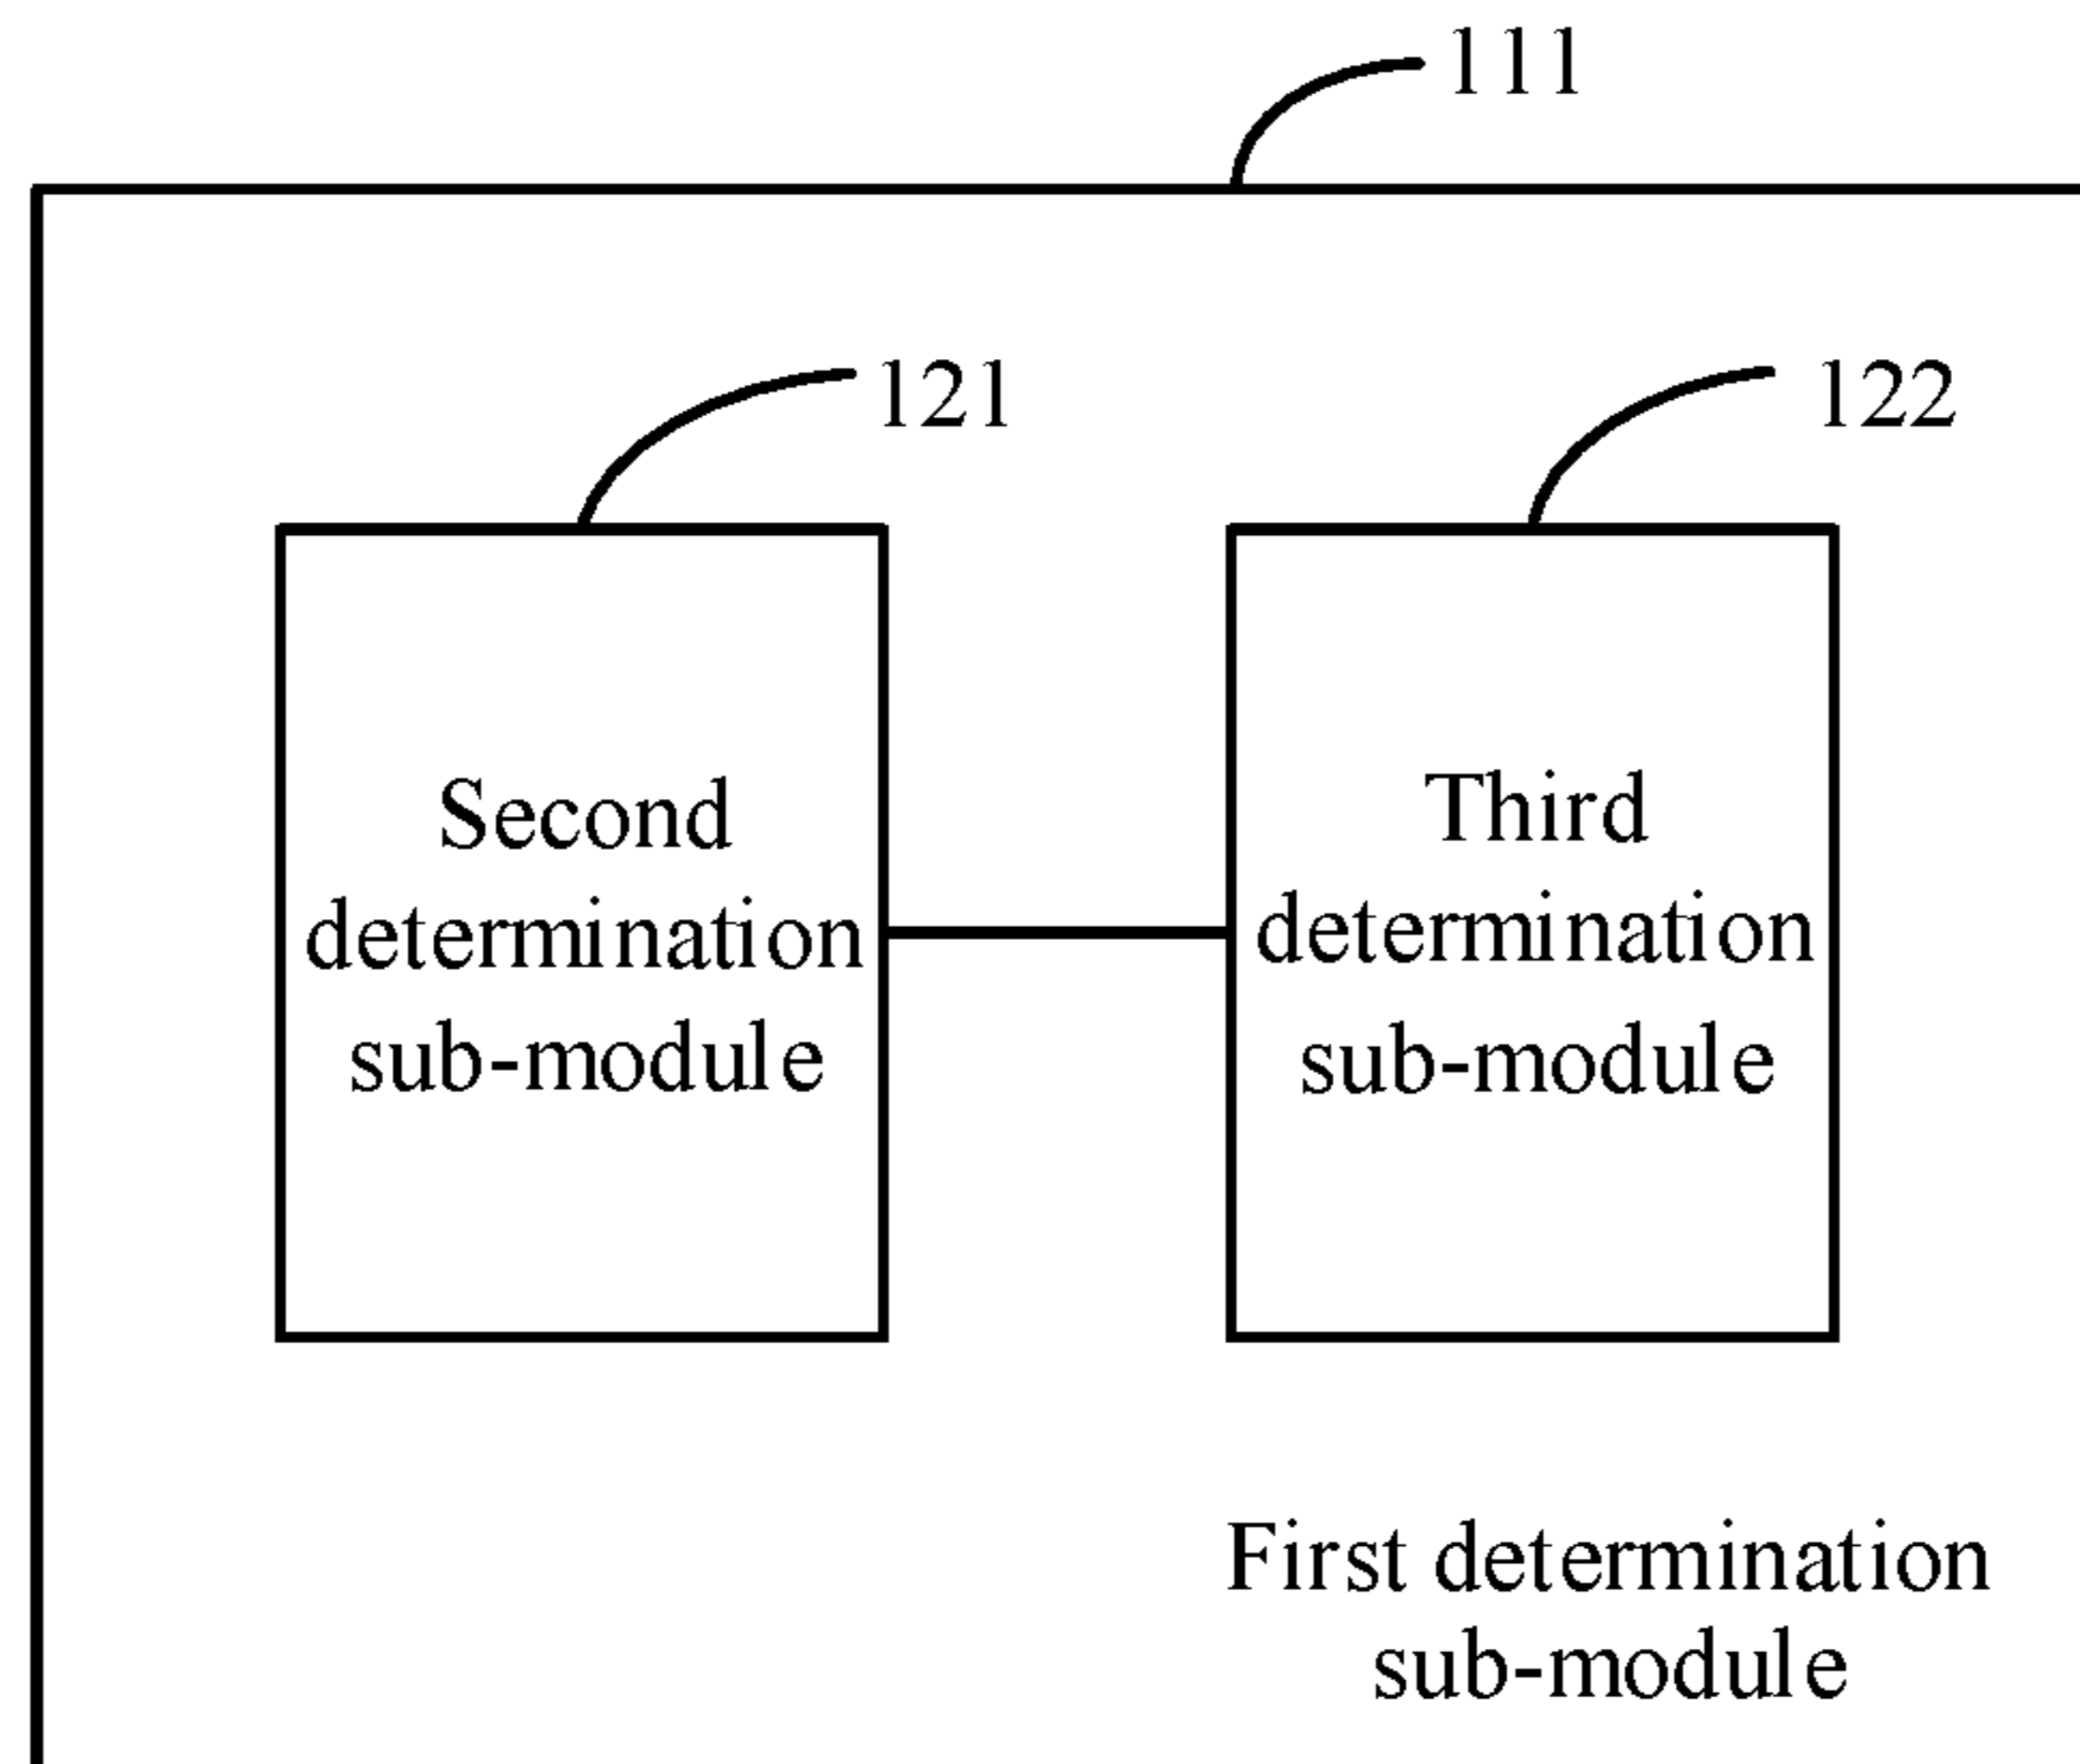 111
121
122
Second
determination
sub-module
Third
determination
sub-module
First determination
sub-module